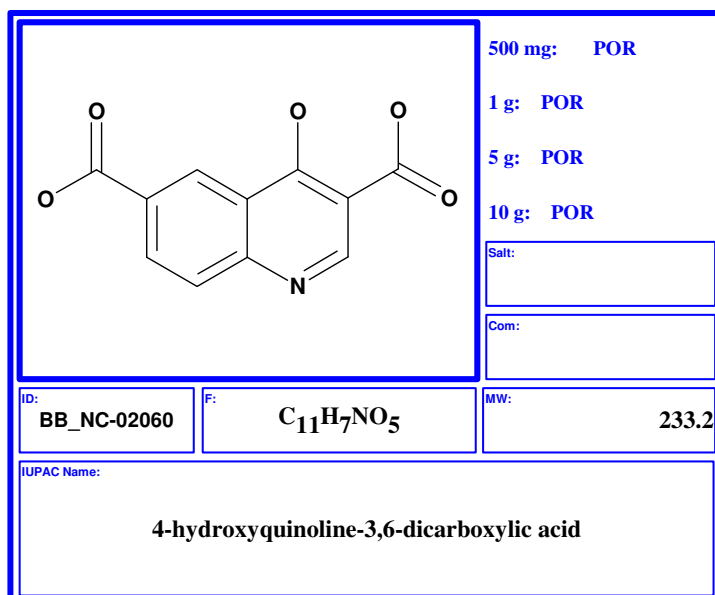 O O O
O O
N
500 mg: POR
1 g: POR
5 g: POR
10 g: POR
Salt:
Com:
ID:
BB_NC-02060
F:
C11H7NO5
MW:
233.2
IUPAC Name:
4-hydroxyquinoline-3,6-dicarboxylic acid